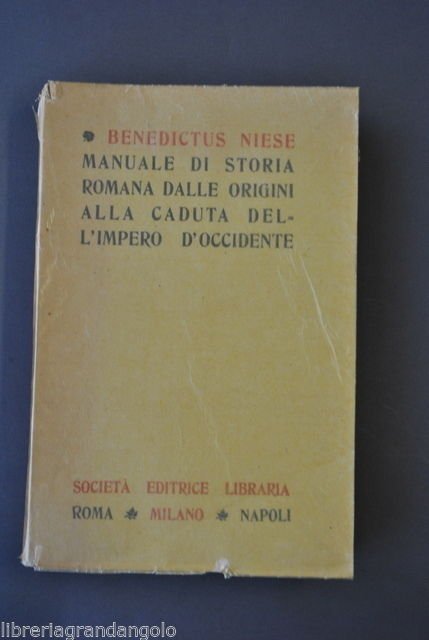 BENEDICTUS NIESE
MANUALE DI STORIA
ROMANA DALLE ORIGINI
ALLA CADUTA DEL-
L'IMPERO D'OCCIDENTE
SOCIETÀ EDITRICE LIBRARIA
ROMA MILANO NAPOLI
libreriagrandangolo